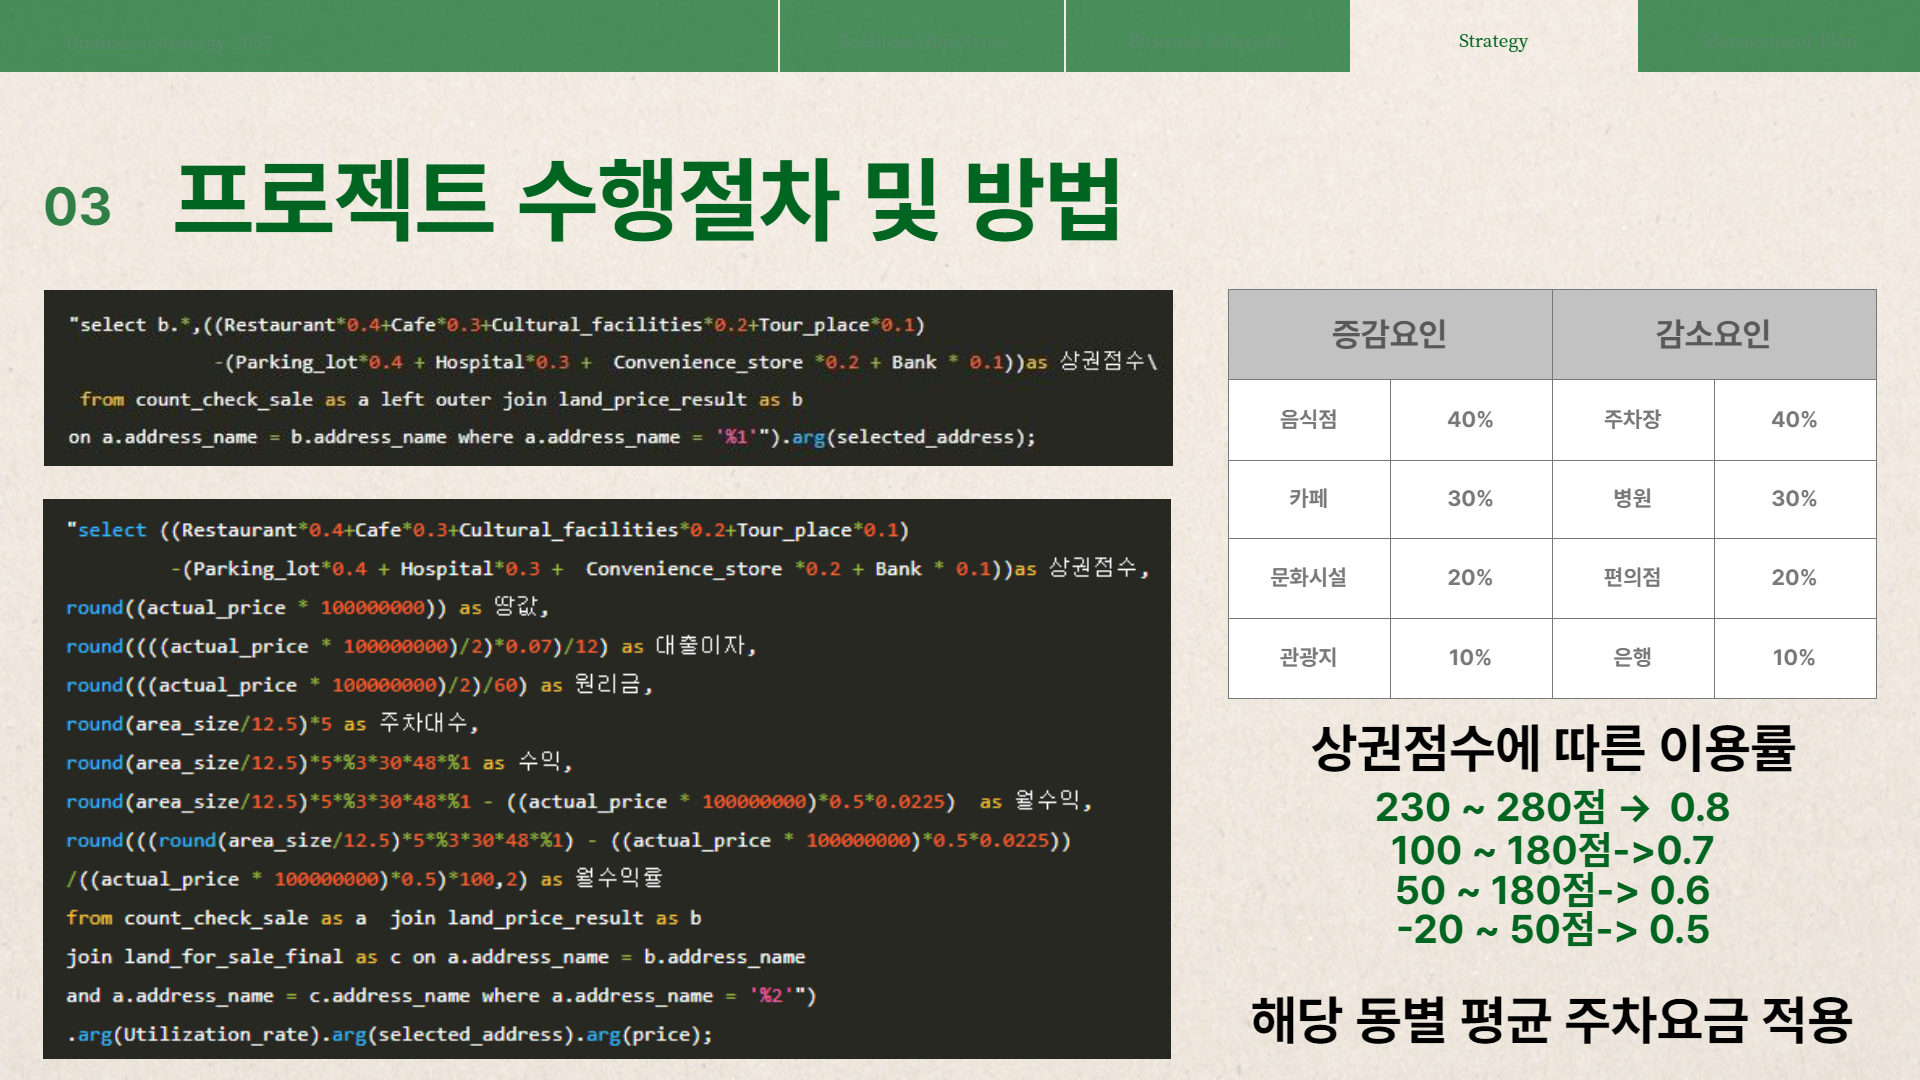 Business Strategy 2055
Strategy
03 프로젝트 수행절차 및 방법
"select b.*,((Restaurant*0.4+Cafe*0.3+Cultural_facilities*0.2+Tour_place*0.1)
-(Parking_lot*0.4 + Hospital*0.3 +  Convenience_store *0.2 + Bank * 0.1))as 상권점수\
from count_check_sale as a left outer join land_price_result as b
on a.address_name = b.address_name where a.address_name = '%1'").arg(selected_address);
"select ((Restaurant*0.4+Cafe*0.3+Cultural_facilities*0.2+Tour_place*0.1)
-(Parking_lot*0.4 + Hospital*0.3 +  Convenience_store *0.2 + Bank * 0.1))as 상권점수,
round((actual_price * 100000000)) as 땅값,
round((((actual_price * 100000000)/2)*0.07)/12) as 대출이자,
round(((actual_price * 100000000)/2)/60) as 원리금,
round(area_size/12.5)*5 as 주차대수,
round(area_size/12.5)*5*%3*30*48*%1 as 수익,
round(area_size/12.5)*5*%3*30*48*%1 - ((actual_price * 100000000)*0.5*0.0225)  as 월수익,
round(((round(area_size/12.5)*5*%3*30*48*%1) - ((actual_price * 100000000)*0.5*0.0225))
/((actual_price * 100000000)*0.5)*100,2) as 월수익률
from count_check_sale as a  join land_price_result as b
join land_for_sale_final as c on a.address_name = b.address_name
and a.address_name = c.address_name where a.address_name = '%2'")
.arg(Utilization_rate).arg(selected_address).arg(price);
증감요인 감소요인
음식점 40% 주차장 40%
카페 30% 병원 30%
문화시설 20% 편의점 20%
관광지 10% 은행 10%
상권점수에 따른 이용률
230 ~ 280점 → 0.8
100 ~ 180점->0.7
50 ~ 180점-> 0.6
-20 ~ 50점-> 0.5
해당 동별 평균 주차요금 적용